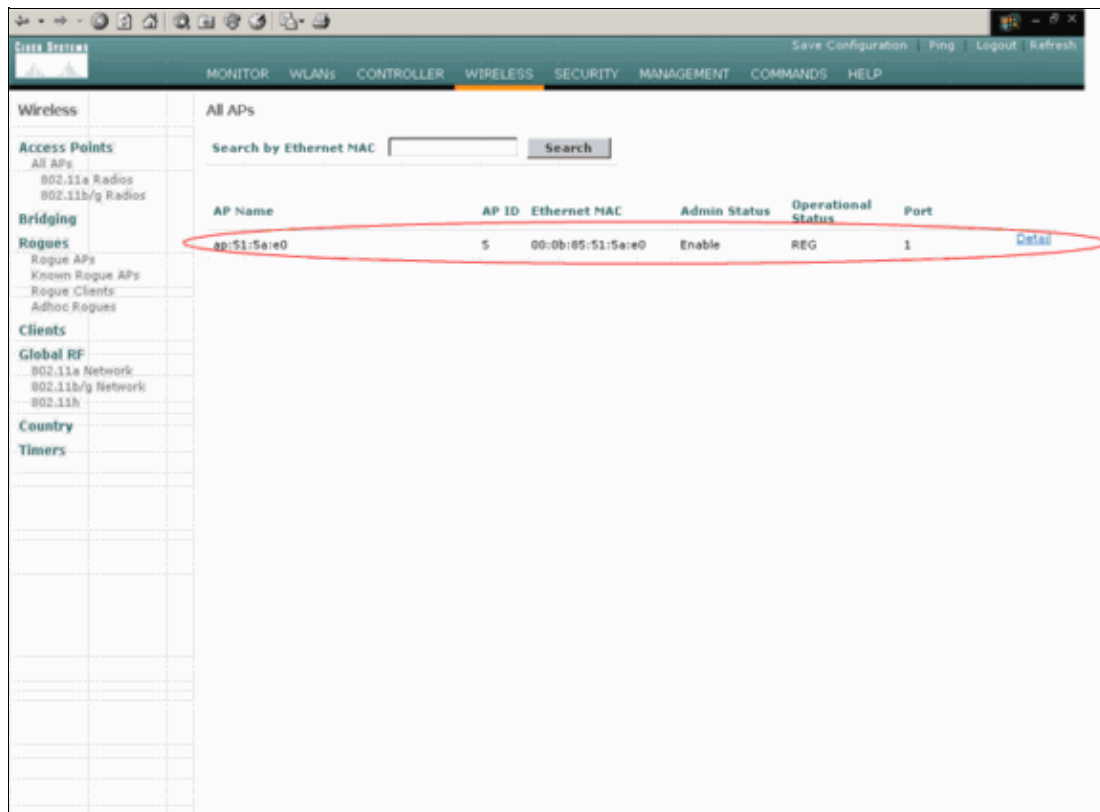 CISCO SYSTEMS
Save Configuration | Ping | Logout | Refresh
MONITOR WLANs CONTROLLER WIRELESS SECURITY MANAGEMENT COMMANDS HELP
Wireless
Access Points
All APs
802.11a Radios
802.11b/g Radios
Bridging
Rogues
Rogue APs
Known Rogue APs
Rogue Clients
Adhoc Rogues
Clients
Global RF
802.11a Network
802.11b/g Network
802.11h
Country
Timers
All APs
Search by Ethernet MAC Search
AP Name AP ID Ethernet MAC Admin Status Operational Status Port
ap:51:5a:e0 5 00:0b:85:51:5a:e0 Enable REG 1 Detail